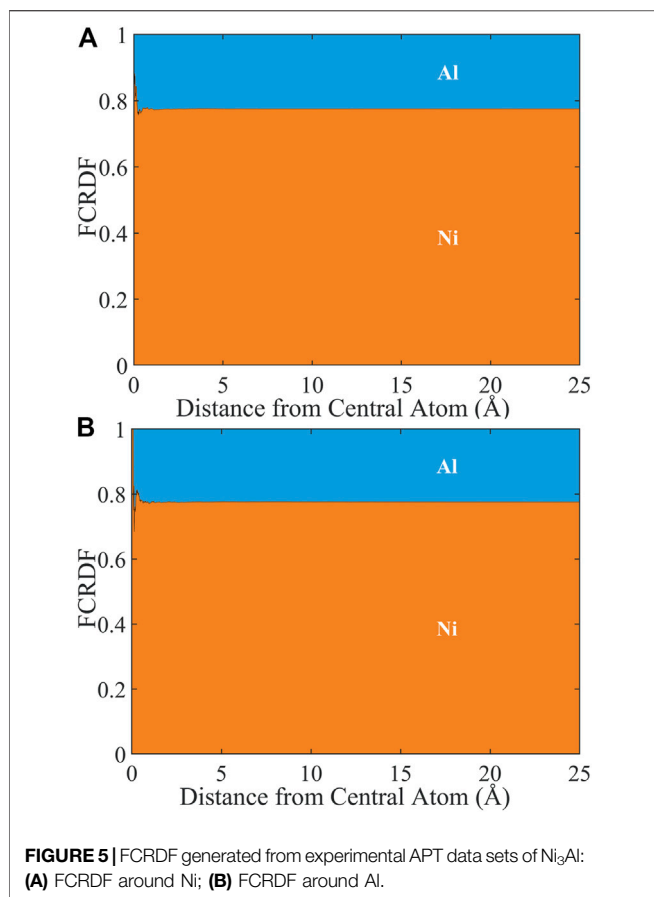 A
1
0.8
0.6
0.4
0.2
0
FCRDF
Al
Ni
0 5 10 15 20 25
Distance from Central Atom (Å)
B
1
0.8
0.6
0.4
0.2
0
FCRDF
Al
Ni
0 5 10 15 20 25
Distance from Central Atom (Å)
FIGURE 5 | FCRDF generated from experimental APT data sets of Ni₃Al:
(A) FCRDF around Ni; (B) FCRDF around Al.